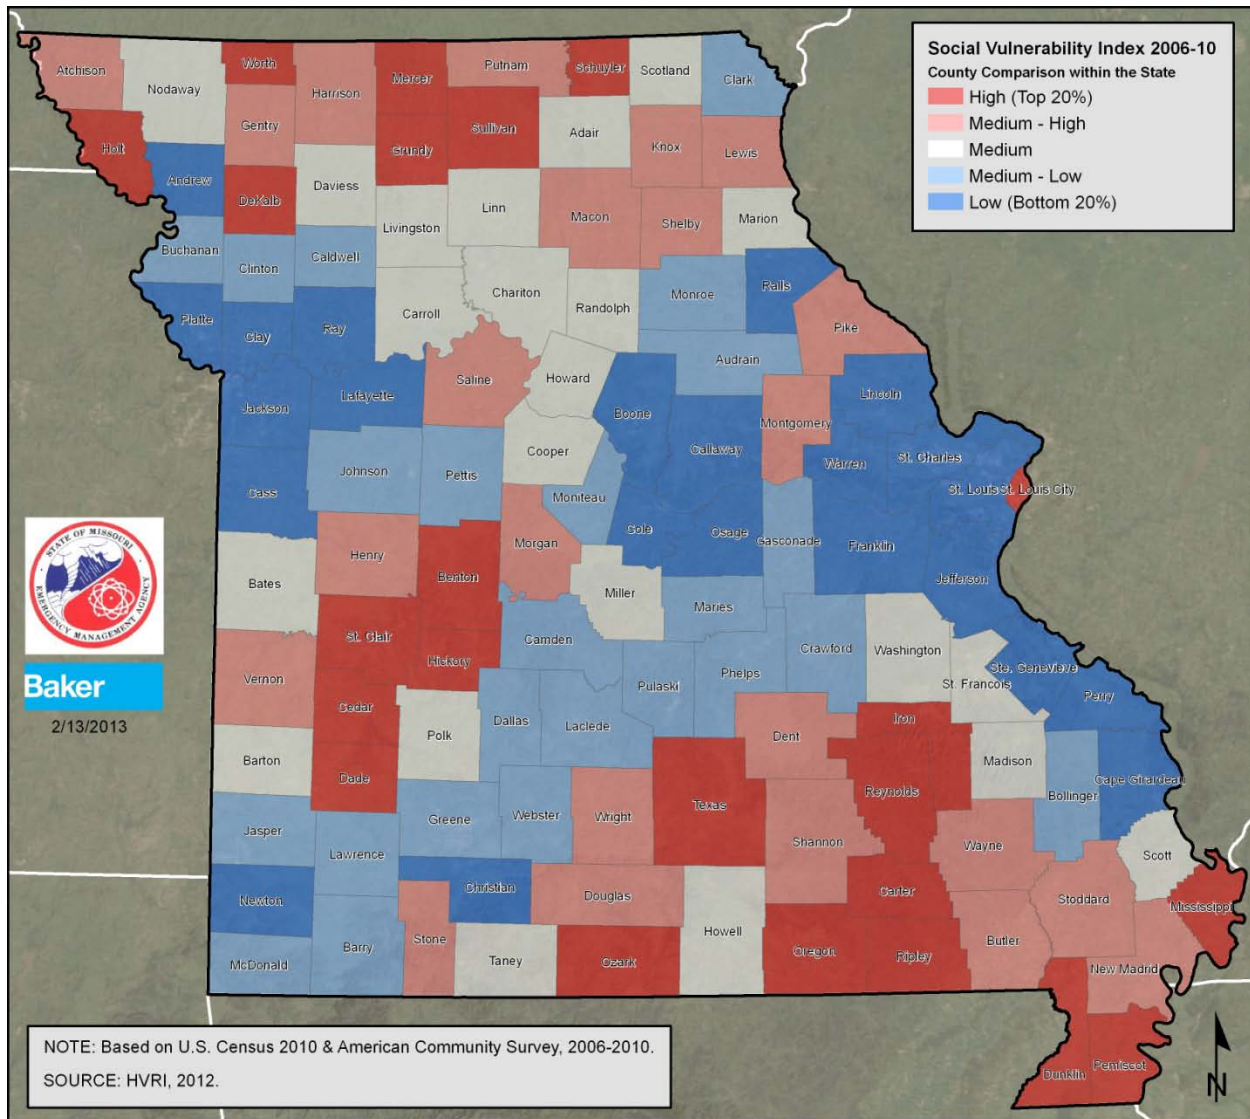 Social Vulnerability Index 2006-10
County Comparison within the State
High (Top 20%)
Medium - High
Medium
Medium - Low
Low (Bottom 20%)
Atchison
Nodaway
Worth
Harrison
Mercer
Putnam
Schuyler
Scotland
Clark
Holt
Andrew
Gentry
DeKalb
Daviess
Grundy
Sullivan
Adair
Knox
Lewis
Livingston
Linn
Macon
Shelby
Marion
Buchanan
Clinton
Caldwell
Carroll
Chariton
Randolph
Monroe
Ralls
Pike
Platte
Clay
Ray
Saline
Howard
Audrain
Jackson
Lafayette
Boone
Callaway
Montgomery
Lincoln
Cass
Johnson
Pettis
Cooper
Moniteau
Cole
Osage
Gasconade
Warren
St. Charles
St. Louis
St. Louis City
Franklin
Jefferson
Bates
Henry
Benton
Morgan
Miller
Maries
Vernon
St. Clair
Hickory
Camden
Pulaski
Phelps
Crawford
Washington
St. Francois
Ste. Genevieve
Perry
Barton
Cedar
Dade
Polk
Dallas
Laclede
Texas
Dent
Iron
Reynolds
Madison
Bollinger
Cape Girardeau
Jasper
Lawrence
Greene
Webster
Wright
Shannon
Wayne
Scott
Newton
Christian
Douglas
Howell
Carter
Stoddard
Mississippi
McDonald
Barry
Stone
Taney
Ozark
Oregon
Ripley
Butler
New Madrid
Dunklin
Pemiscot
STATE OF MISSOURI
EMERGENCY MANAGEMENT AGENCY
Baker
2/13/2013
NOTE: Based on U.S. Census 2010 & American Community Survey, 2006-2010.
SOURCE: HVRI, 2012.
N